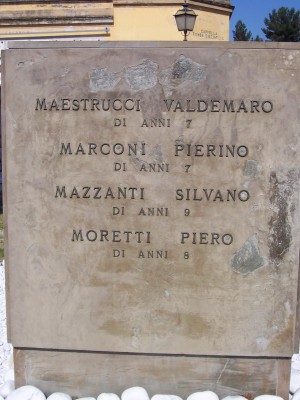 MAESTRUCCI VALDEMARO
DI ANNI 7
MARCONI PIERINO
DI ANNI 7
MAZZANTI SILVANO
DI ANNI 9
MORETTI PIERO
DI ANNI 8